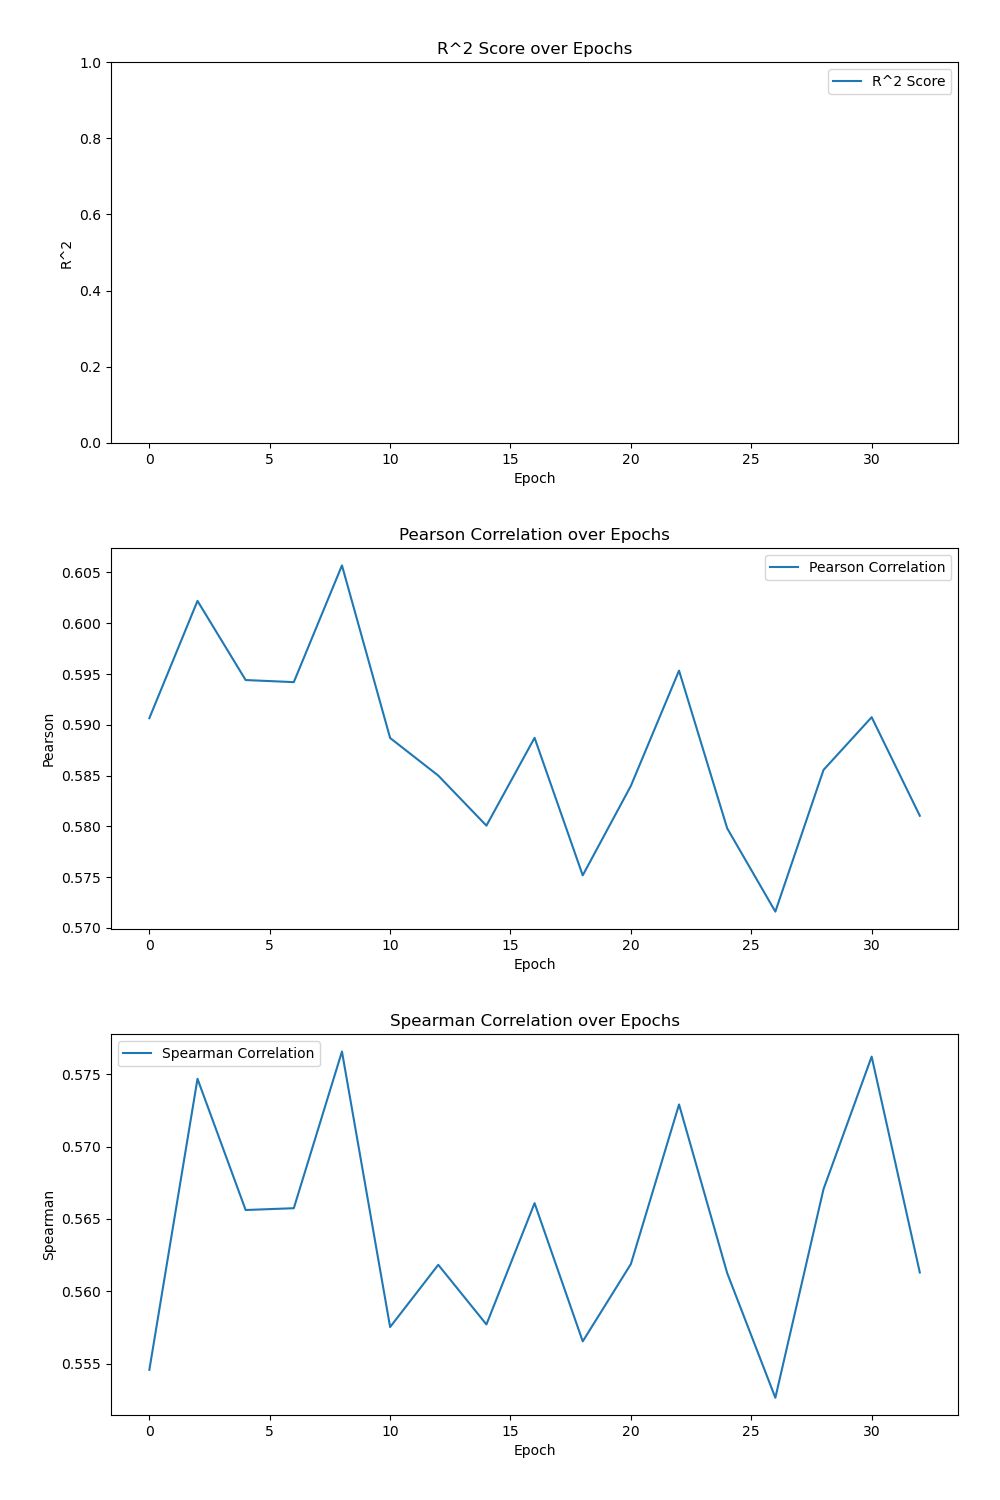 R^2 Score over Epochs
R^2 Score
1.0
0.8
0.6
0.4
0.2
0.0
R^2
0 5 10 15 20 25 30
Epoch
Pearson Correlation over Epochs
Pearson Correlation
0.605
0.600
0.595
0.590
0.585
0.580
0.575
0.570
Pearson
0 5 10 15 20 25 30
Epoch
Spearman Correlation over Epochs
Spearman Correlation
0.575
0.570
0.565
0.560
0.555
Spearman
0 5 10 15 20 25 30
Epoch